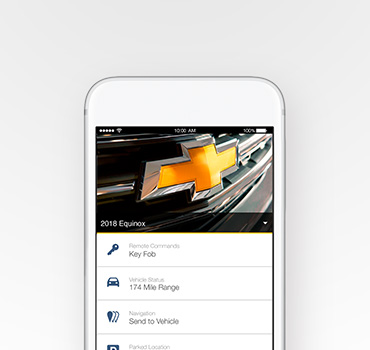 10:00 AM 100%
2018 Equinox
Remote Commands
Key Fob
Vehicle Status
174 Mile Range
Navigation
Send to Vehicle
Parked Location